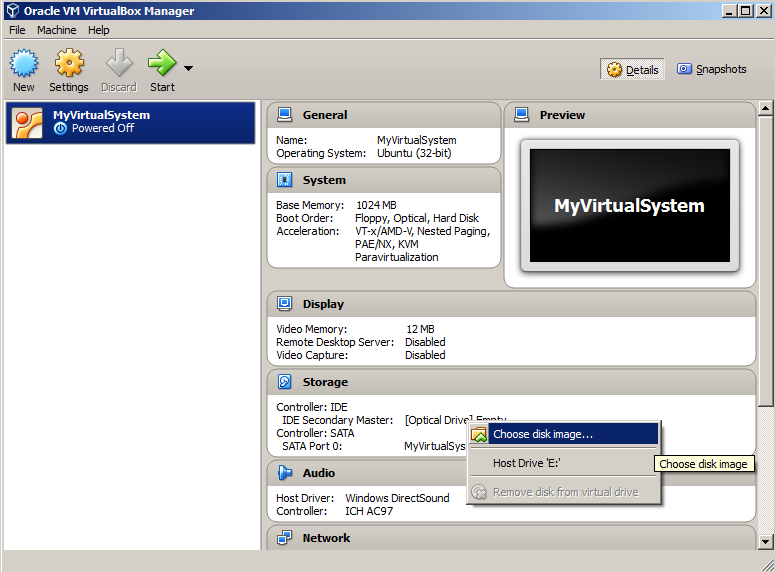 Oracle VM VirtualBox Manager
File Machine Help
New Settings Discard Start Details Snapshots
MyVirtualSystem
Powered Off
General
Name: MyVirtualSystem
Operating System: Ubuntu (32-bit)
System
Base Memory: 1024 MB
Boot Order: Floppy, Optical, Hard Disk
Acceleration: VT-x/AMD-V, Nested Paging,
PAE/NX, KVM
Paravirtualization
Preview
MyVirtualSystem
Display
Video Memory: 12 MB
Remote Desktop Server: Disabled
Video Capture: Disabled
Storage
Controller: IDE
IDE Secondary Master: [Optical Drive] Empty
Controller: SATA
SATA Port 0: MyVirtualSys
Choose disk image...
Host Drive 'E:'
Remove disk from virtual drive
Choose disk image
Audio
Host Driver: Windows DirectSound
Controller: ICH AC97
Network